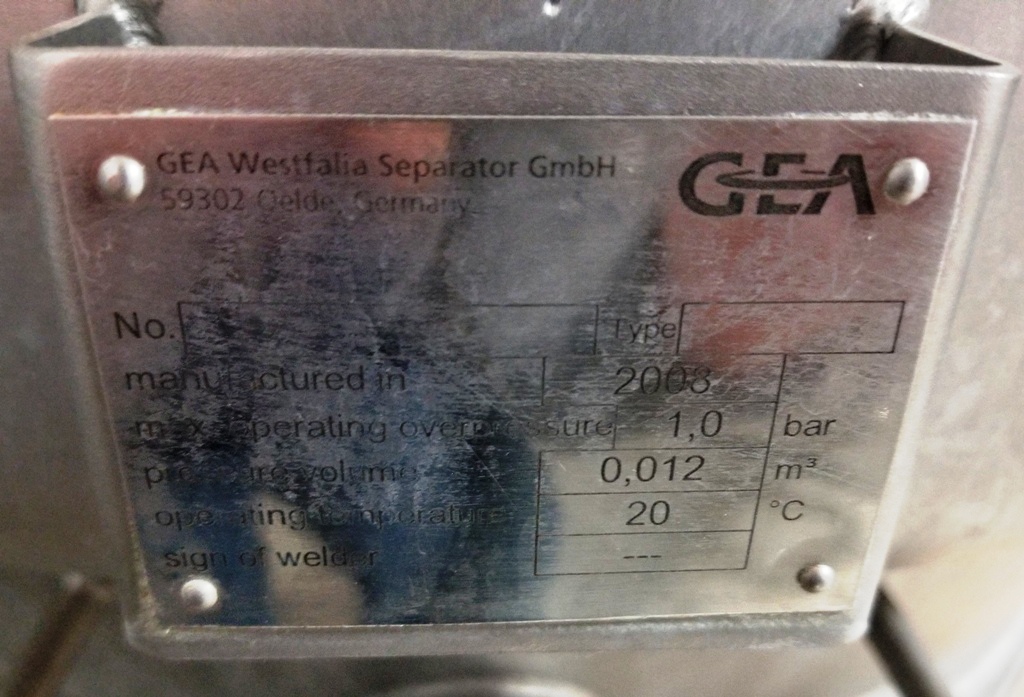 GEA Westfalia Separator GmbH
GEA
59302 Oelde, Germany
No. Type
manufactured in 2008
max. operating overpressure 1,0 bar
pressure volume 0,012 m³
operating temperature 20 °C
sign of welder ---